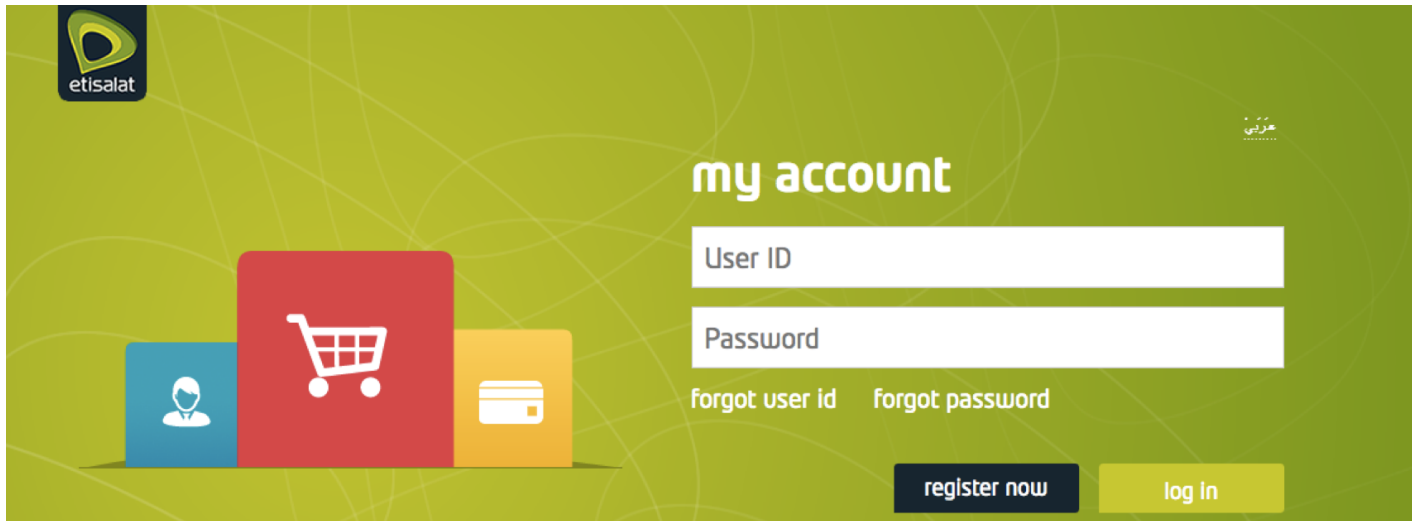 etisalat
عَرَبيْ
my account
User ID
Password
forgot user id forgot password
register now log in